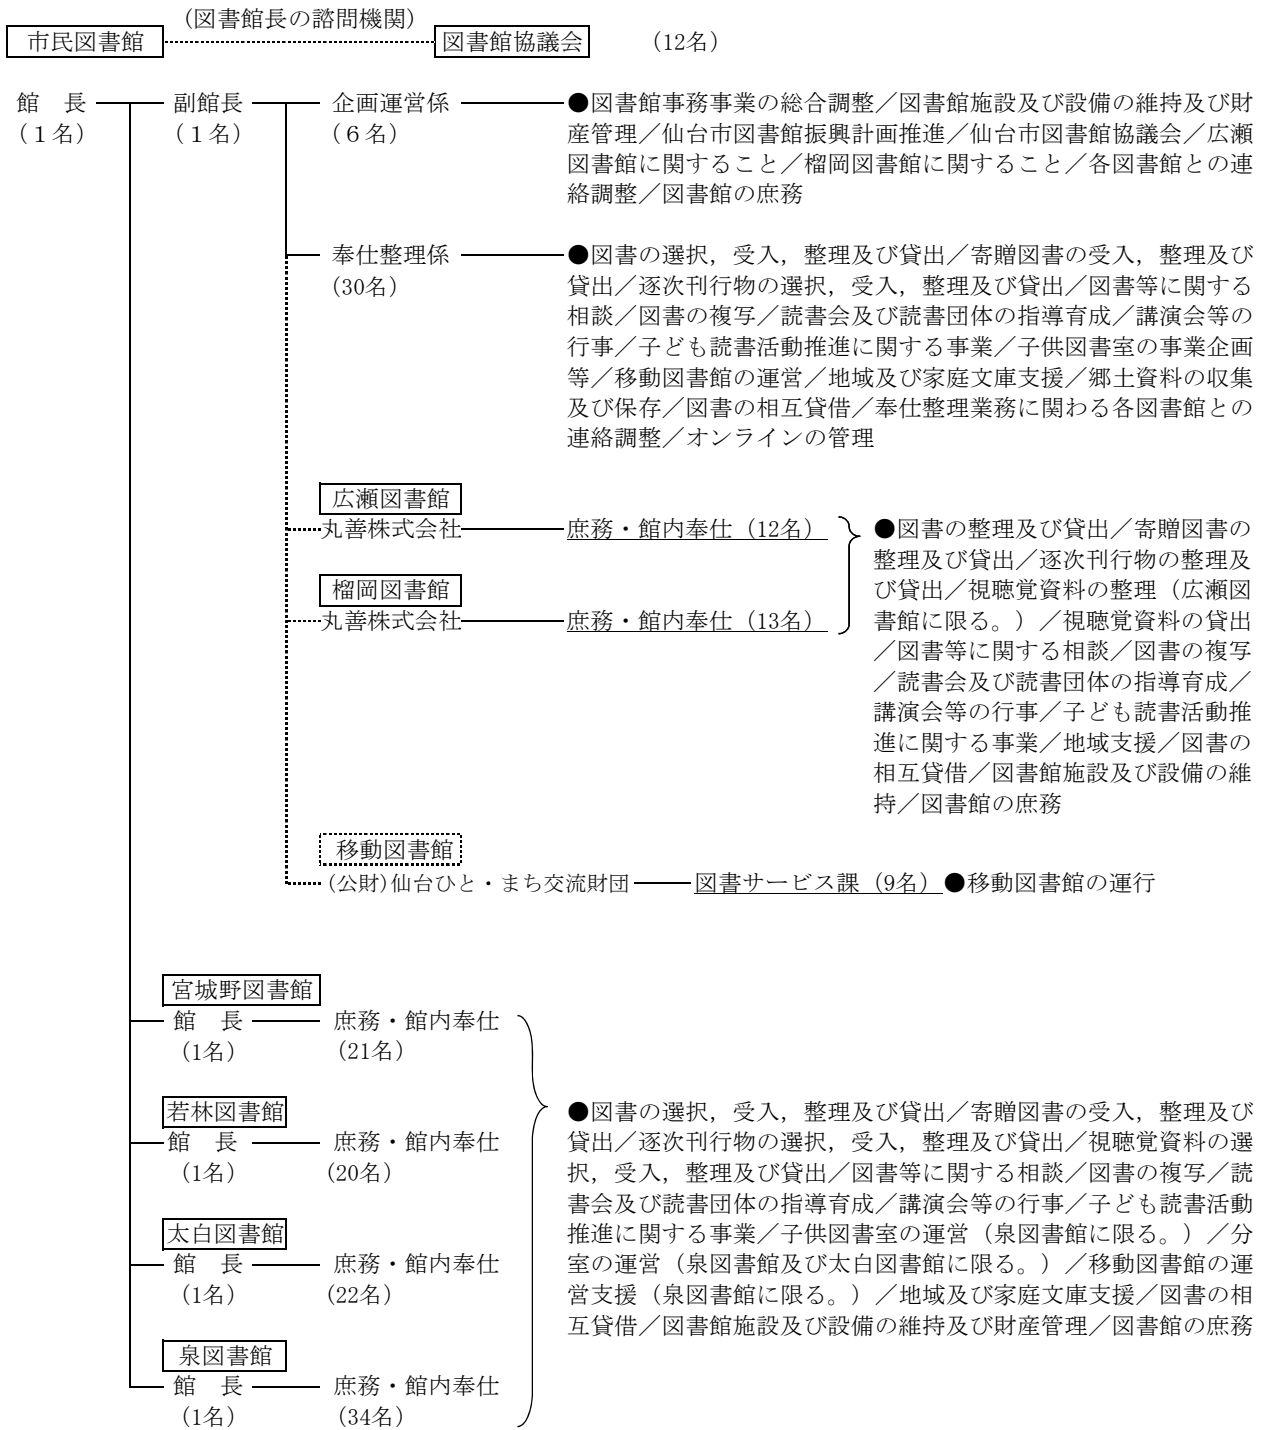 （図書館長の諮問機関）
市民図書館 図書館協議会 （12名）
館　長 副館長 企画運営係 ●図書館事務事業の総合調整／図書館施設及び設備の維持及び財
（１名） （１名） （６名） 産管理／仙台市図書館振興計画推進／仙台市図書館協議会／広瀬
図書館に関すること／榴岡図書館に関すること／各図書館との連
絡調整／図書館の庶務
奉仕整理係 ●図書の選択，受入，整理及び貸出／寄贈図書の受入，整理及び
（30名） 貸出／逐次刊行物の選択，受入，整理及び貸出／図書等に関する
相談／図書の複写／読書会及び読書団体の指導育成／講演会等の
行事／子ども読書活動推進に関する事業／子供図書室の事業企画
等／移動図書館の運営／地域及び家庭文庫支援／郷土資料の収集
及び保存／図書の相互貸借／奉仕整理業務に関わる各図書館との
連絡調整／オンラインの管理
広瀬図書館
丸善株式会社 庶務・館内奉仕（12名）
榴岡図書館
丸善株式会社 庶務・館内奉仕（13名）
●図書の整理及び貸出／寄贈図書の
整理及び貸出／逐次刊行物の整理及
び貸出／視聴覚資料の整理（広瀬図
書館に限る。）／視聴覚資料の貸出
／図書等に関する相談／図書の複写
／読書会及び読書団体の指導育成／
講演会等の行事／子ども読書活動推
進に関する事業／地域支援／図書の
相互貸借／図書館施設及び設備の維
持／図書館の庶務
移動図書館
(公財)仙台ひと・まち交流財団 図書サービス課（9名）●移動図書館の運行
宮城野図書館
館　長 庶務・館内奉仕
（1名） （21名）
若林図書館
館　長 庶務・館内奉仕
（1名） （20名）
太白図書館
館　長 庶務・館内奉仕
（1名） （22名）
泉図書館
館　長 庶務・館内奉仕
（1名） （34名）
●図書の選択，受入，整理及び貸出／寄贈図書の受入，整理及び
貸出／逐次刊行物の選択，受入，整理及び貸出／視聴覚資料の選
択，受入，整理及び貸出／図書等に関する相談／図書の複写／読
書会及び読書団体の指導育成／講演会等の行事／子ども読書活動
推進に関する事業／子供図書室の運営（泉図書館に限る。）／分
室の運営（泉図書館及び太白図書館に限る。）／移動図書館の運
営支援（泉図書館に限る。）／地域及び家庭文庫支援／図書の相
互貸借／図書館施設及び設備の維持及び財産管理／図書館の庶務